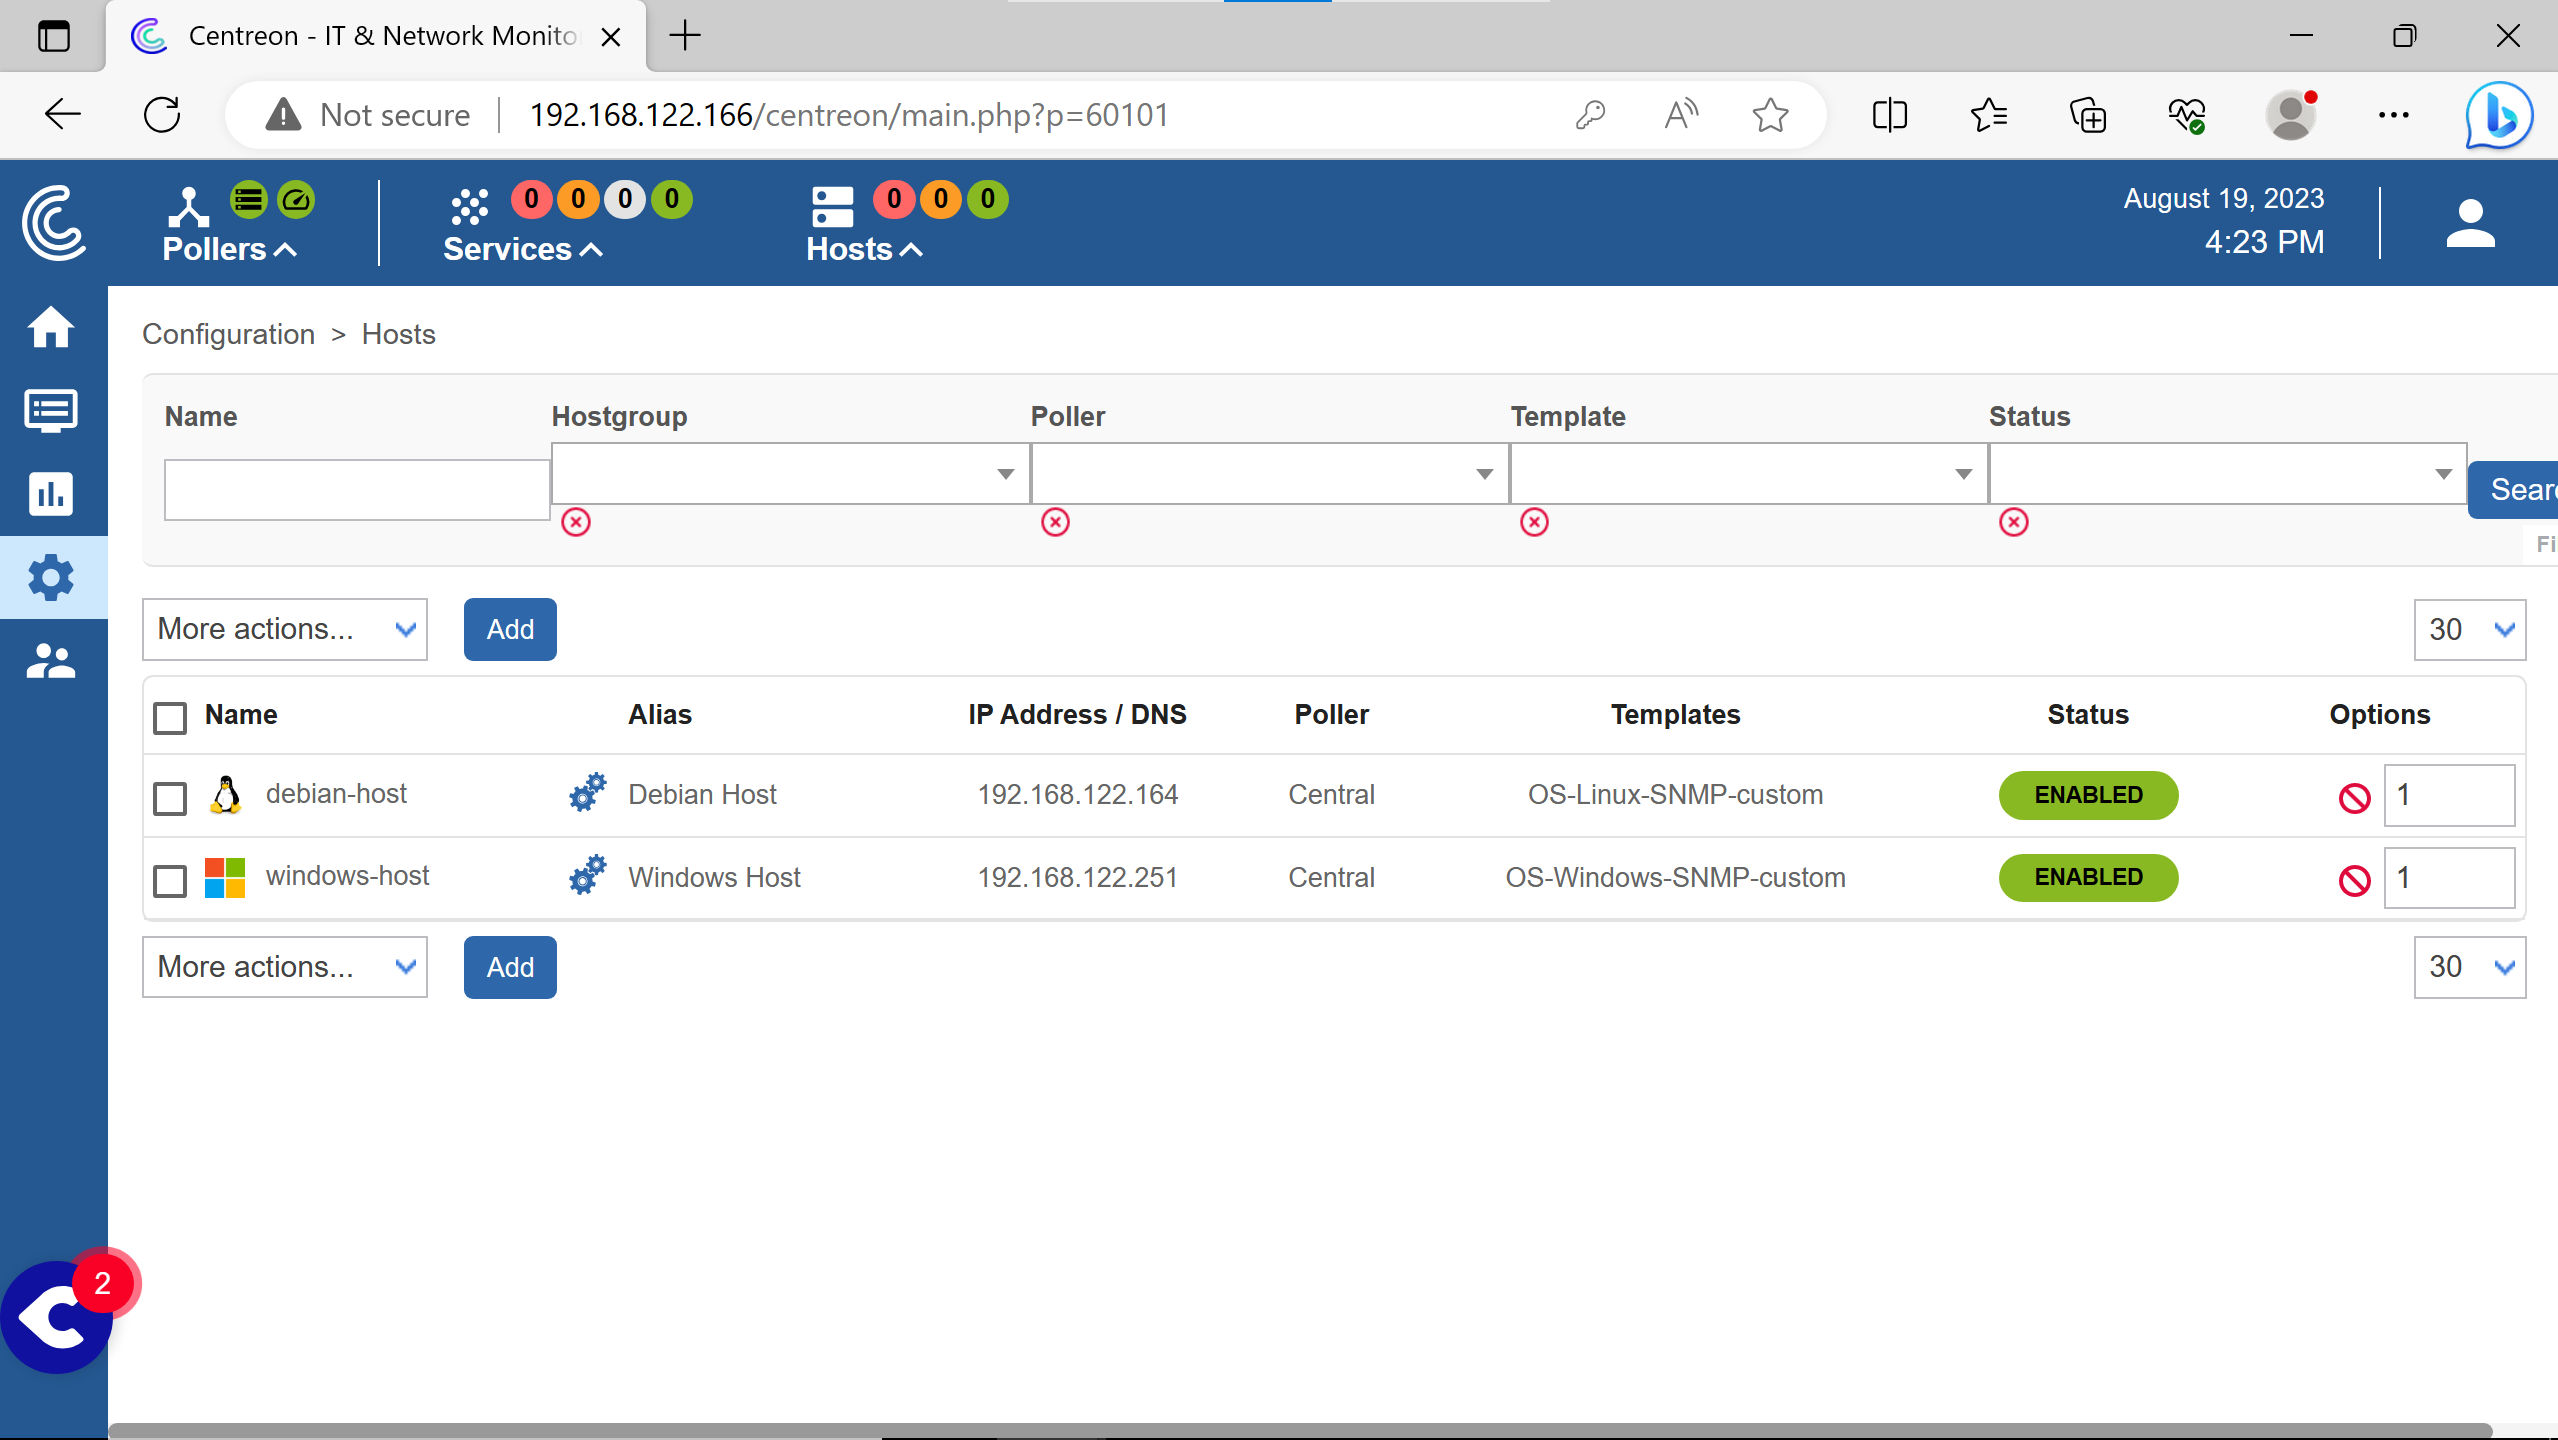 Centreon - IT & Network Monito
Not secure
192.168.122.166/centreon/main.php?p=60101
Pollers
0 0 0 0
Services
0 0 0
Hosts
August 19, 2023
4:23 PM
Configuration > Hosts
Name Hostgroup Poller Template Status
Sear
Fi
More actions... Add 30
Name Alias IP Address / DNS Poller Templates Status Options
debian-host Debian Host 192.168.122.164 Central OS-Linux-SNMP-custom ENABLED 1
windows-host Windows Host 192.168.122.251 Central OS-Windows-SNMP-custom ENABLED 1
More actions... Add 30
2